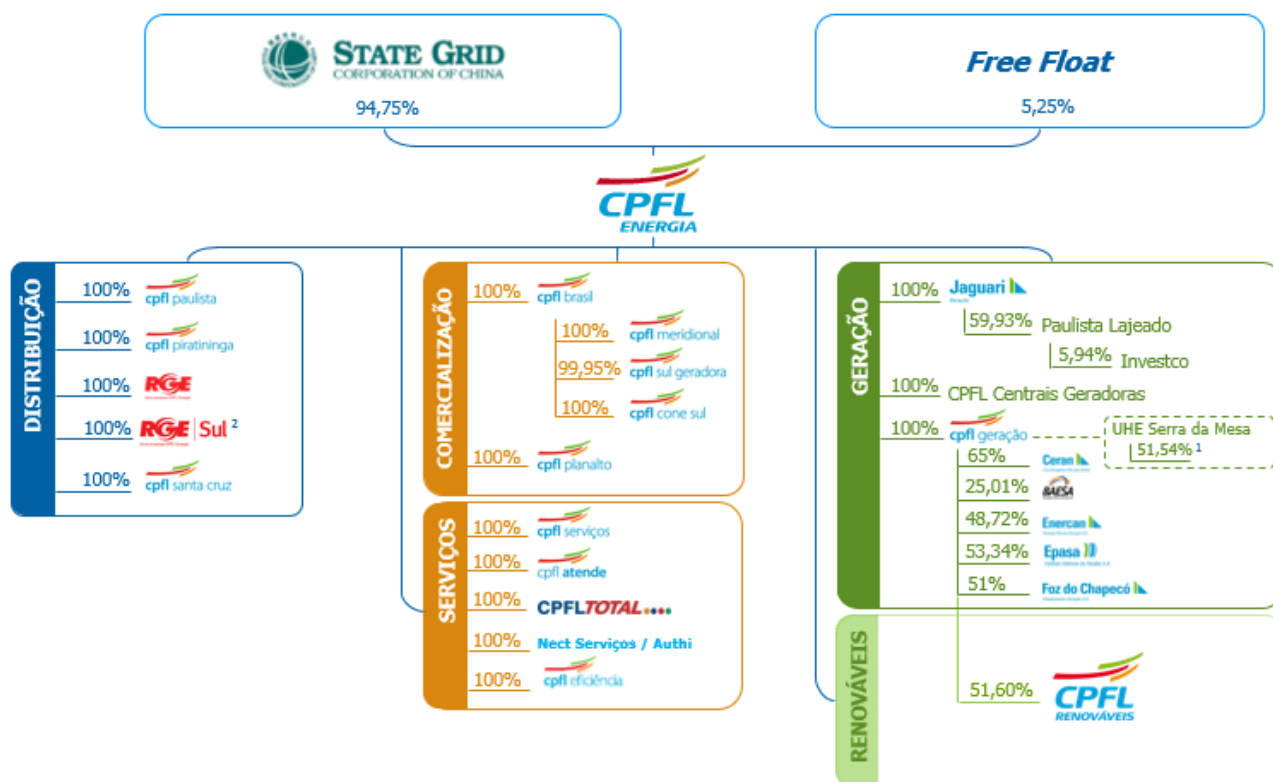 STATE GRID
CORPORATION OF CHINA
94,75%
Free Float
5,25%
CPFL
ENERGIA
DISTRIBUIÇÃO
100% cpfl paulista
100% cpfl piratininga
100% RGE
100% RGE Sul 2
100% cpfl santa cruz
COMERCIALIZAÇÃO
100% cpfl brasil
100% cpfl meridional
99,95% cpfl sul geradora
100% cpfl cone sul
100% cpfl planalto
SERVIÇOS
100% cpfl serviços
100% cpfl atende
100% CPFLTOTAL
100% Nect Serviços / Authi
100% cpfl eficiência
GERAÇÃO
100% Jaguari
59,93% Paulista Lajeado
5,94% Investco
100% CPFL Centrais Geradoras
100% cpfl geração
UHE Serra da Mesa
51,54% 1
65% Ceran
25,01% BAESA
48,72% Enercan
53,34% Epasa
51% Foz do Chapecó
RENOVÁVEIS
51,60% CPFL
RENOVÁVEIS